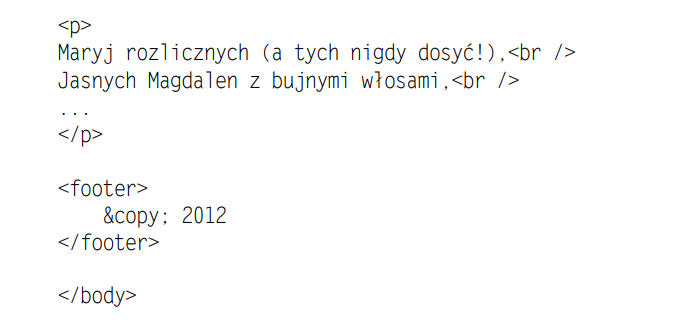 <p>
Maryj rozlicznych (a tych nigdy dosyć!),<br />
Jasnych Magdalen z bujnymi włosami,<br />
...
</p>
<footer>
&copy; 2012
</footer>
</body>